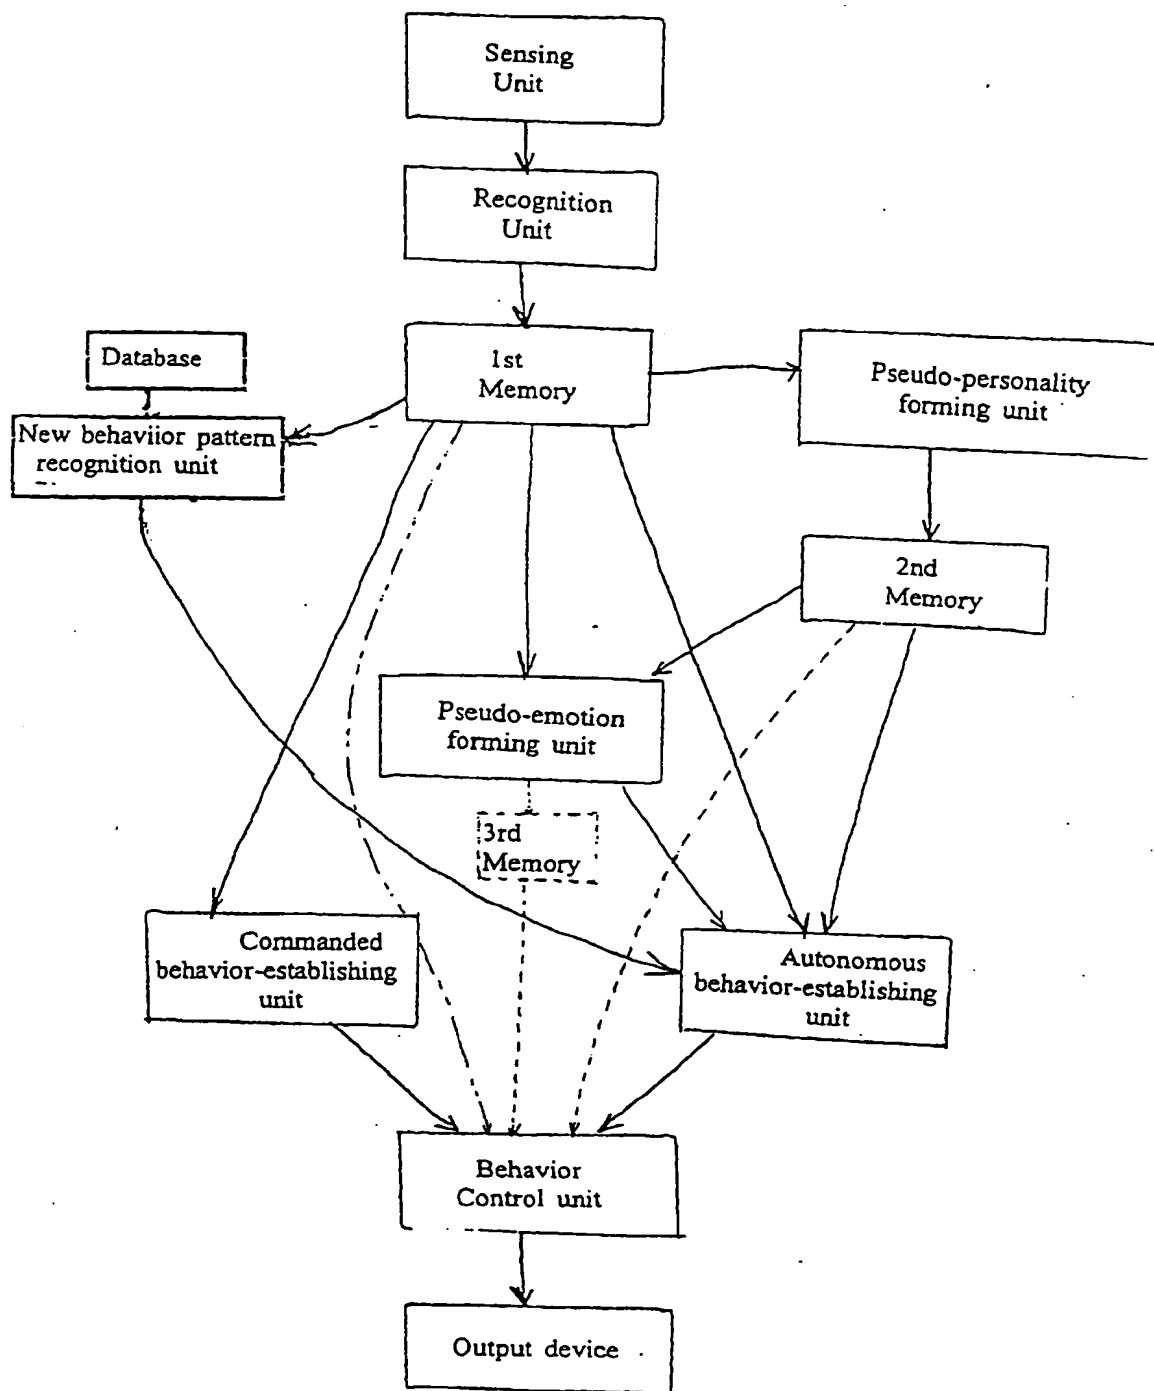 Sensing
Unit
Recognition
Unit
1st
Memory
Database
New behaviior pattern
recognition unit
Pseudo-personality
forming unit
2nd
Memory
Pseudo-emotion
forming unit
3rd
Memory
Commanded
behavior-establishing
unit
Autonomous
behavior-establishing
unit
Behavior
Control unit
Output device